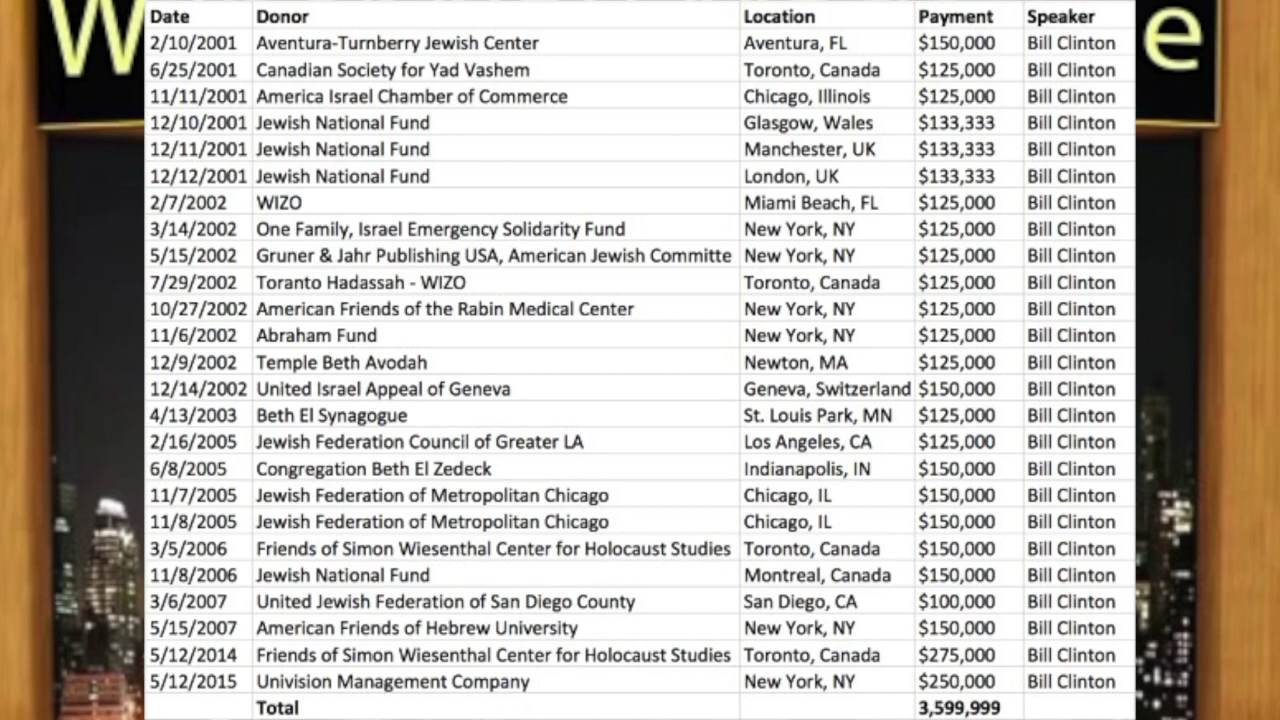 W e
Date Donor Location Payment Speaker
2/10/2001 Aventura-Turnberry Jewish Center Aventura, FL $150,000 Bill Clinton
6/25/2001 Canadian Society for Yad Vashem Toronto, Canada $125,000 Bill Clinton
11/11/2001 America Israel Chamber of Commerce Chicago, Illinois $125,000 Bill Clinton
12/10/2001 Jewish National Fund Glasgow, Wales $133,333 Bill Clinton
12/11/2001 Jewish National Fund Manchester, UK $133,333 Bill Clinton
12/12/2001 Jewish National Fund London, UK $133,333 Bill Clinton
2/7/2002 WIZO Miami Beach, FL $125,000 Bill Clinton
3/14/2002 One Family, Israel Emergency Solidarity Fund New York, NY $125,000 Bill Clinton
5/15/2002 Gruner & Jahr Publishing USA, American Jewish Committe New York, NY $125,000 Bill Clinton
7/29/2002 Toranto Hadassah - WIZO Toronto, Canada $125,000 Bill Clinton
10/27/2002 American Friends of the Rabin Medical Center New York, NY $125,000 Bill Clinton
11/6/2002 Abraham Fund New York, NY $125,000 Bill Clinton
12/9/2002 Temple Beth Avodah Newton, MA $125,000 Bill Clinton
12/14/2002 United Israel Appeal of Geneva Geneva, Switzerland $150,000 Bill Clinton
4/13/2003 Beth El Synagogue St. Louis Park, MN $125,000 Bill Clinton
2/16/2005 Jewish Federation Council of Greater LA Los Angeles, CA $125,000 Bill Clinton
6/8/2005 Congregation Beth El Zedeck Indianapolis, IN $150,000 Bill Clinton
11/7/2005 Jewish Federation of Metropolitan Chicago Chicago, IL $150,000 Bill Clinton
11/8/2005 Jewish Federation of Metropolitan Chicago Chicago, IL $150,000 Bill Clinton
3/5/2006 Friends of Simon Wiesenthal Center for Holocaust Studies Toronto, Canada $150,000 Bill Clinton
11/8/2006 Jewish National Fund Montreal, Canada $150,000 Bill Clinton
3/6/2007 United Jewish Federation of San Diego County San Diego, CA $100,000 Bill Clinton
5/15/2007 American Friends of Hebrew University New York, NY $150,000 Bill Clinton
5/12/2014 Friends of Simon Wiesenthal Center for Holocaust Studies Toronto, Canada $275,000 Bill Clinton
5/12/2015 Univision Management Company New York, NY $250,000 Bill Clinton
Total 3,599,999